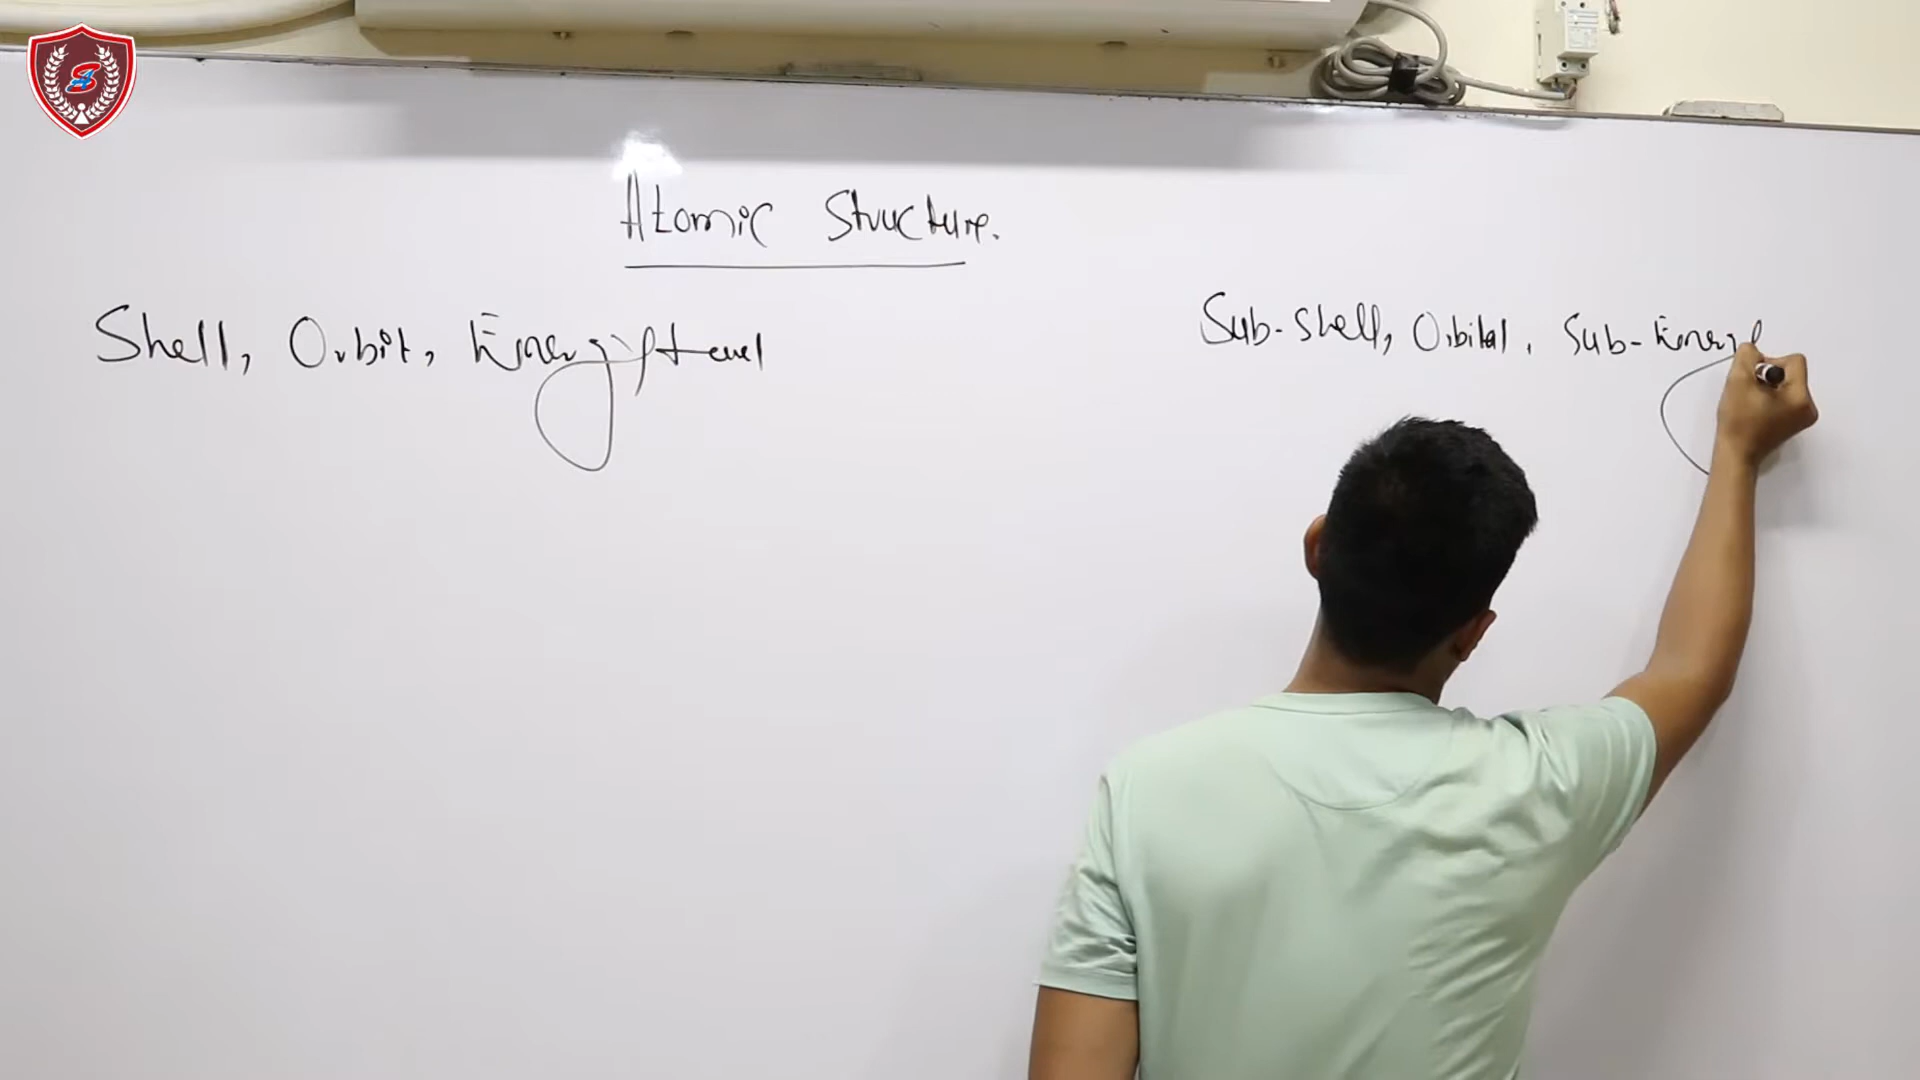 Atomic Structure.
Shell, Orbit, Energy Level
Sub-Shell, Orbital, Sub-Energy